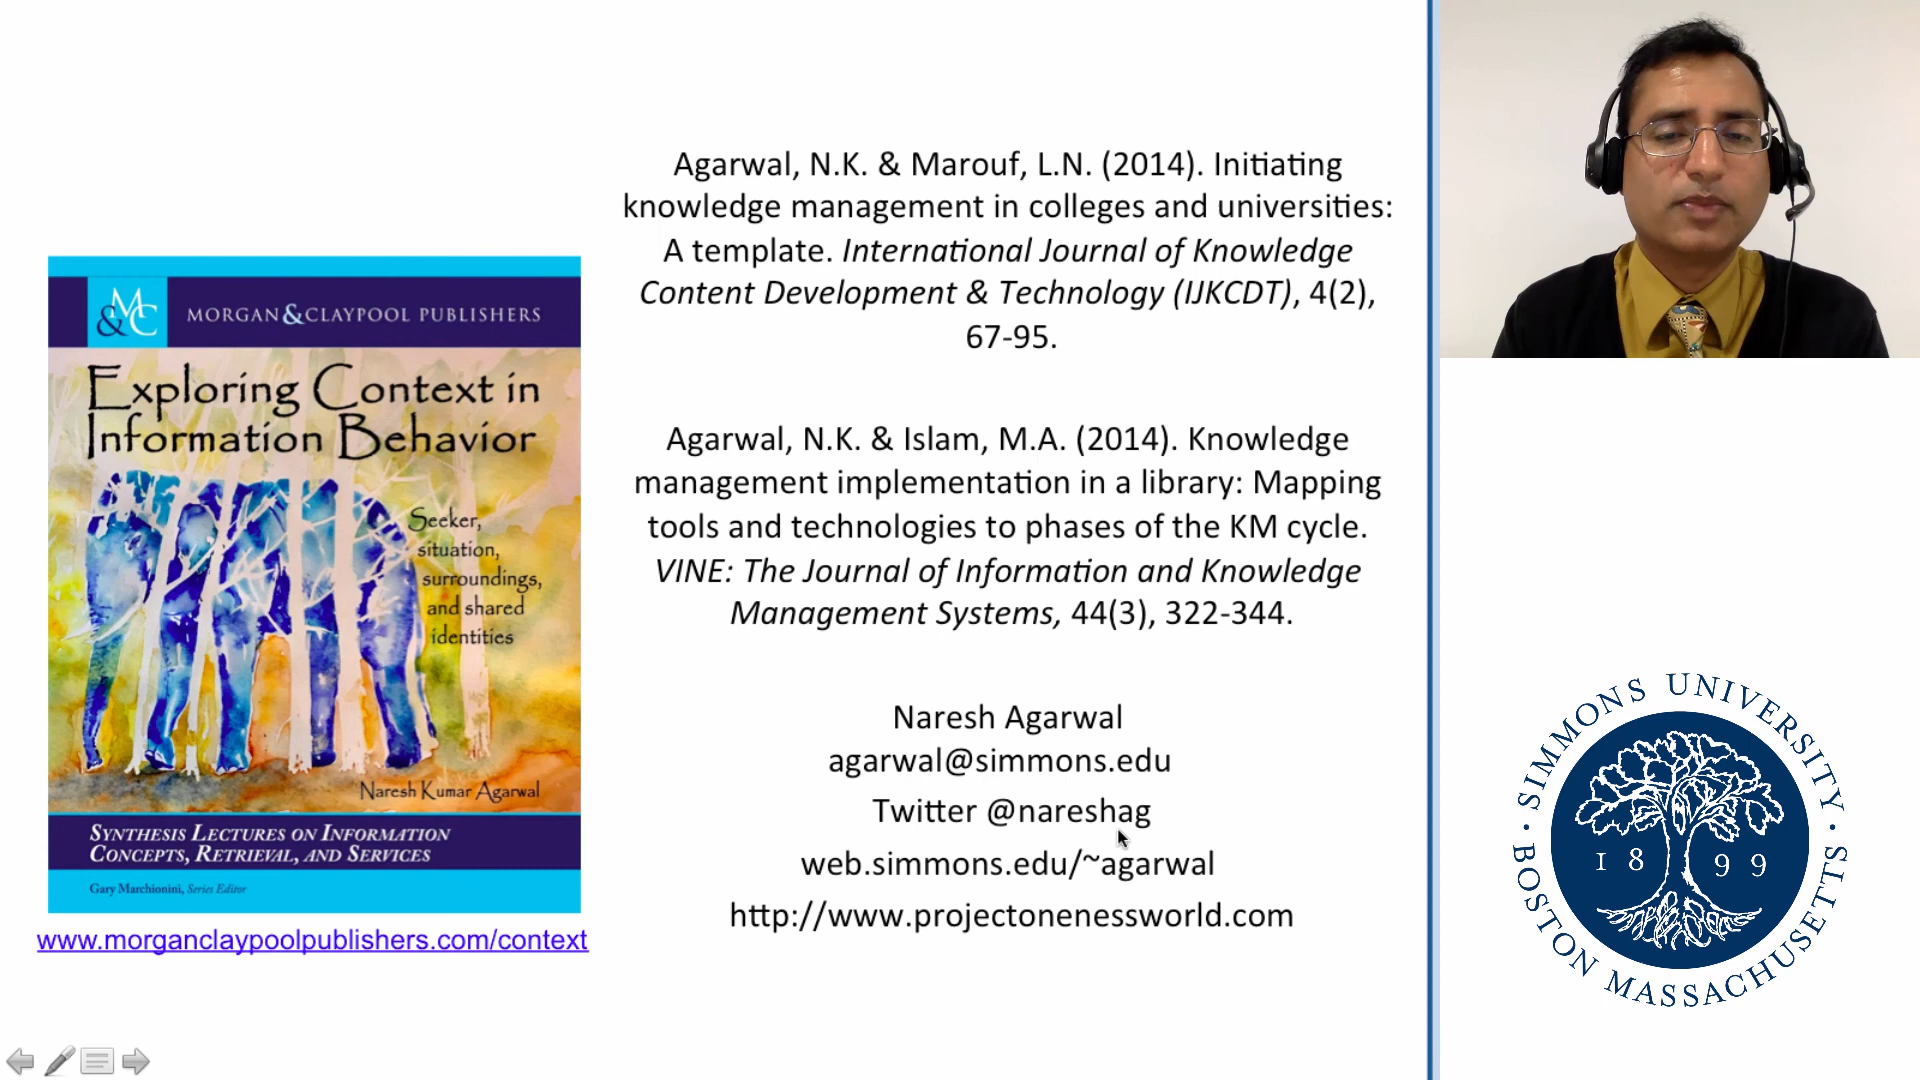 M
&C
MORGAN&CLAYPOOL PUBLISHERS
Exploring Context in
Information Behavior
Seeker,
situation,
surroundings,
and shared
identities
Naresh Kumar Agarwal
SYNTHESIS LECTURES ON INFORMATION
CONCEPTS, RETRIEVAL, AND SERVICES
Gary Marchionini, Series Editor
www.morganclaypoolpublishers.com/context
Agarwal, N.K. & Marouf, L.N. (2014). Initiating
knowledge management in colleges and universities:
A template. International Journal of Knowledge
Content Development & Technology (IJKCDT), 4(2),
67-95.
Agarwal, N.K. & Islam, M.A. (2014). Knowledge
management implementation in a library: Mapping
tools and technologies to phases of the KM cycle.
VINE: The Journal of Information and Knowledge
Management Systems, 44(3), 322-344.
Naresh Agarwal
agarwal@simmons.edu
Twitter @nareshag
web.simmons.edu/~agarwal
http://www.projectonenessworld.com
SIMMONS UNIVERSITY
1899
BOSTON MASSACHUSETTS